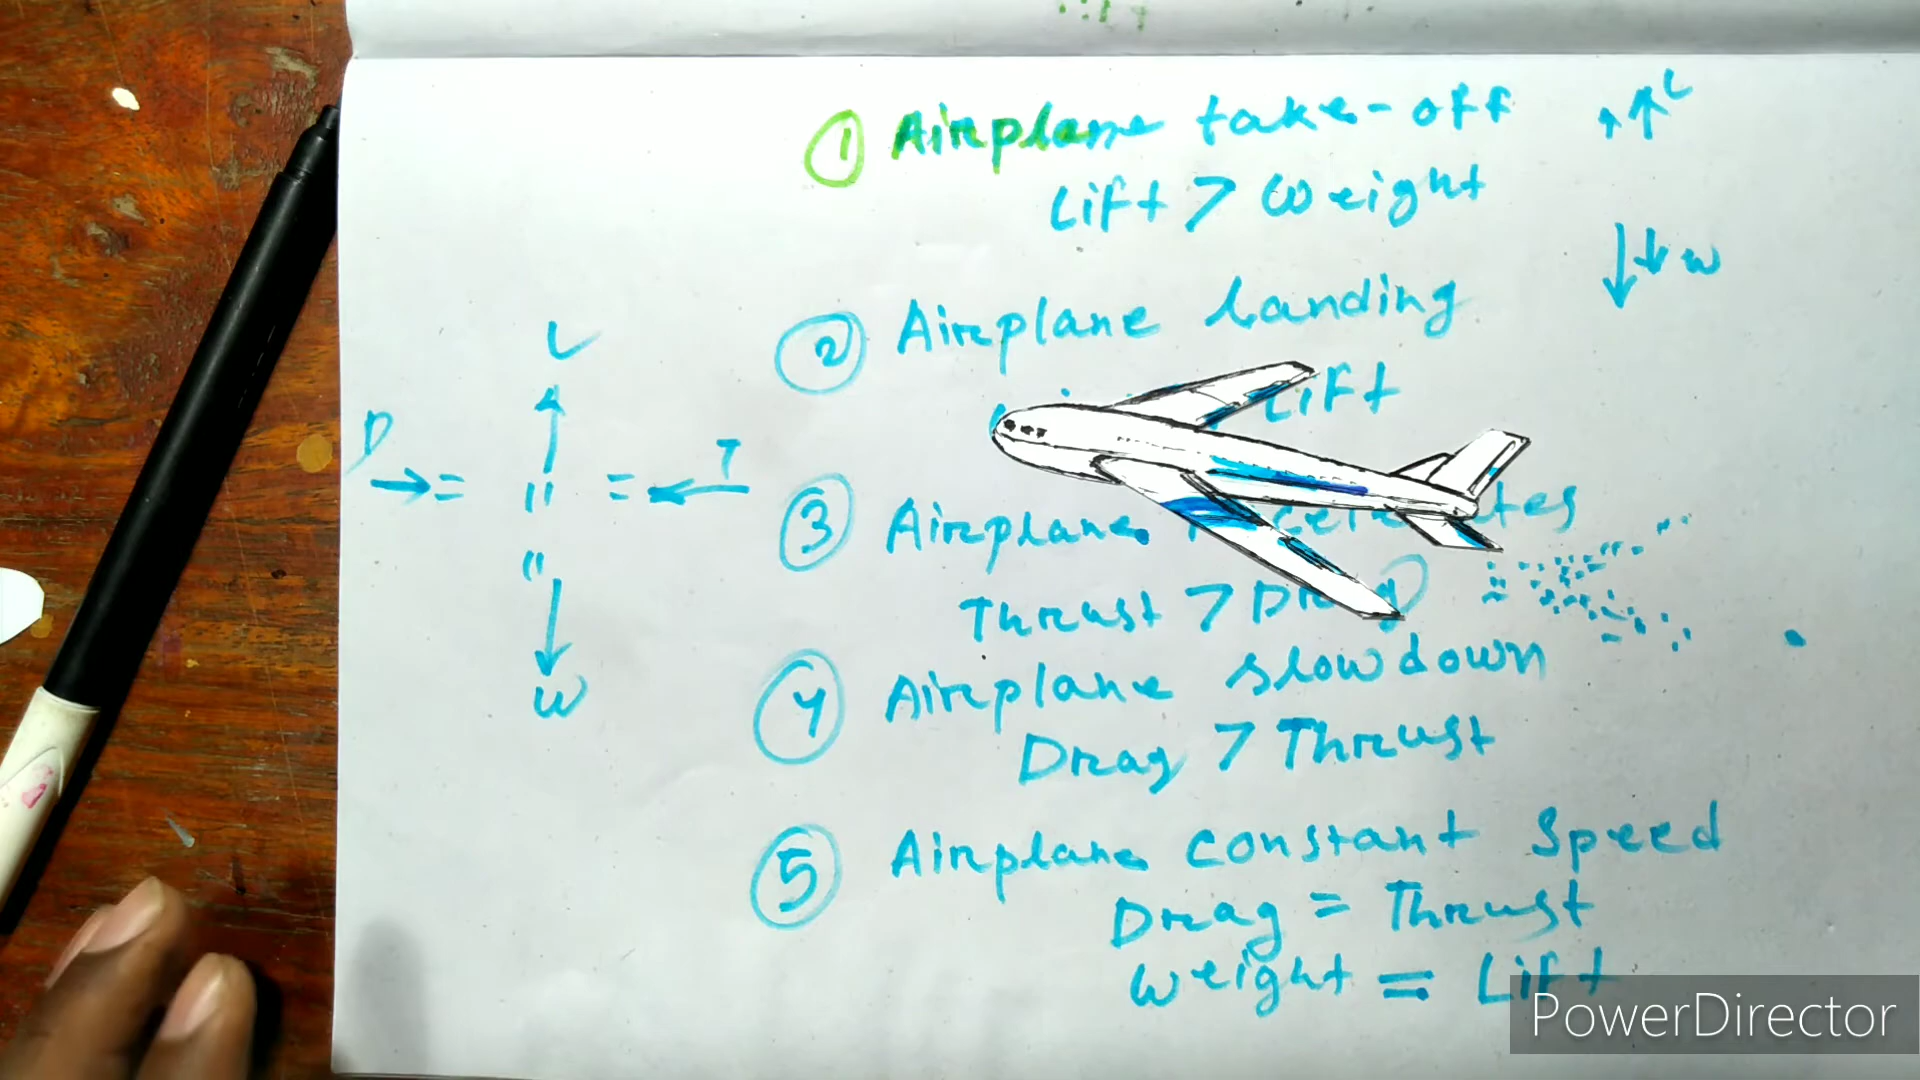 ① Airplane take-off
L
Lift > Weight
W
② Airplane Landing
Lift
③ Airplane
Thrust > Drag
④ Airplane slowdown
Drag > Thrust
⑤ Airplane constant Speed
Drag = Thrust
Weight = Lift
L
D
= = T
W
PowerDirector